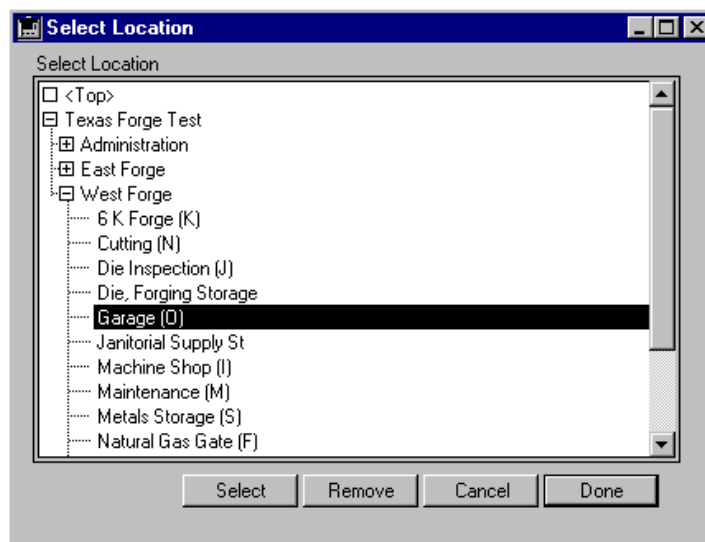 Select Location
Select Location
<Top>
Texas Forge Test
Administration
East Forge
West Forge
6 K Forge (K)
Cutting (N)
Die Inspection (J)
Die, Forging Storage
Garage (O)
Janitorial Supply St
Machine Shop (I)
Maintenance (M)
Metals Storage (S)
Natural Gas Gate (F)
Select Remove Cancel Done